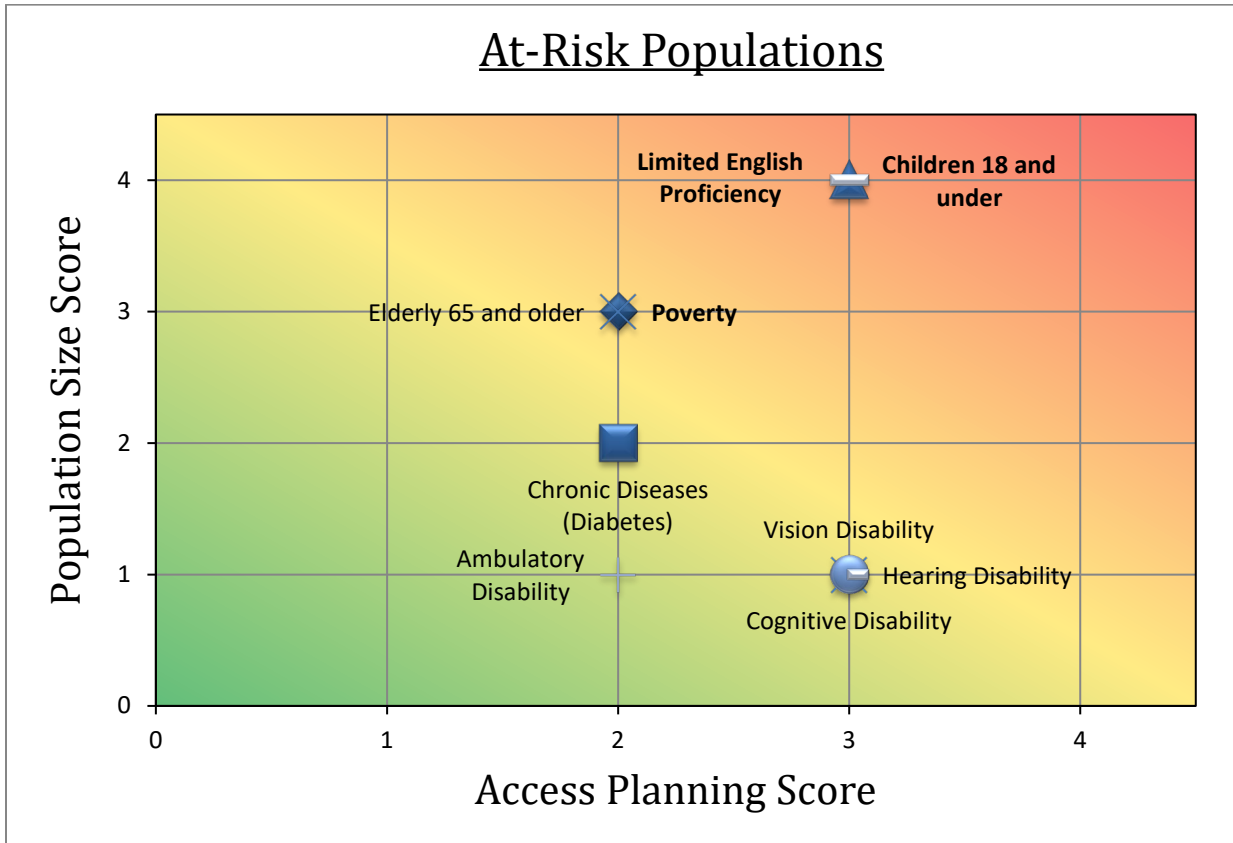 At-Risk Populations
Population Size Score
4
3
2
1
0
Limited English
Proficiency
Children 18 and
under
Elderly 65 and older
Poverty
Chronic Diseases
(Diabetes)
Ambulatory
Disability
Vision Disability
Hearing Disability
Cognitive Disability
0
1
2
3
4
Access Planning Score